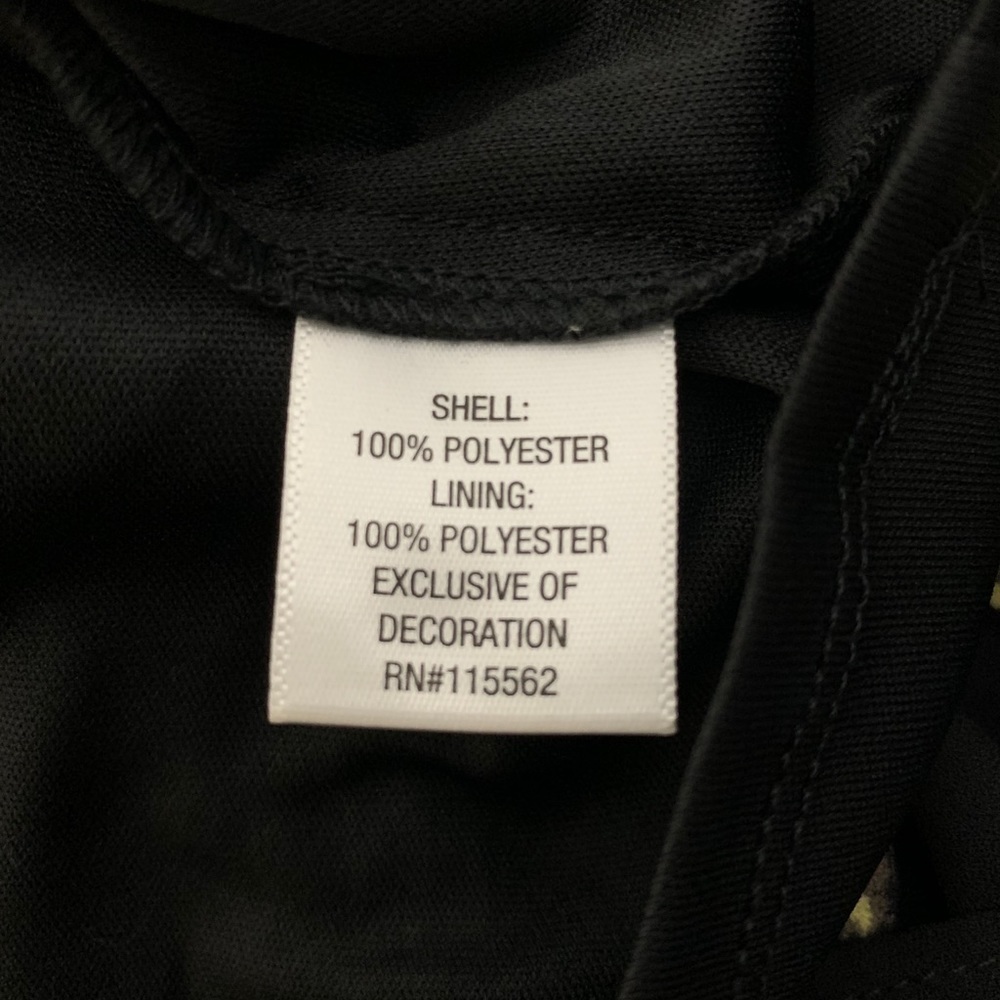 SHELL:
100% POLYESTER
LINING:
100% POLYESTER
EXCLUSIVE OF
DECORATION
RN#115562